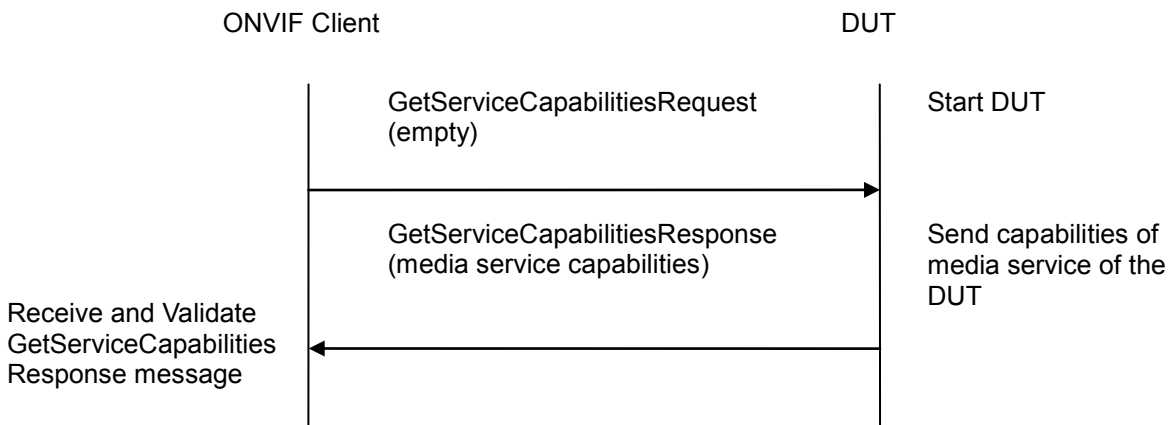 ONVIF Client
DUT
GetServiceCapabilitiesRequest
(empty)
Start DUT
GetServiceCapabilitiesResponse
(media service capabilities)
Send capabilities of
media service of the
DUT
Receive and Validate
GetServiceCapabilities
Response message